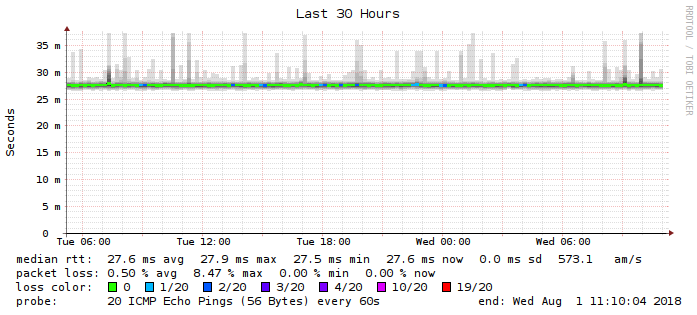 Last 30 Hours
RRDTOOL / TOBI OETIKER
Seconds
35 m
30 m
25 m
20 m
15 m
10 m
5 m
0
Tue 06:00 Tue 12:00 Tue 18:00 Wed 00:00 Wed 06:00
median rtt: 27.6 ms avg 27.9 ms max 27.5 ms min 27.6 ms now 0.0 ms sd 573.1 am/s
packet loss: 0.50 % avg 8.47 % max 0.00 % min 0.00 % now
loss color: 0 1/20 2/20 3/20 4/20 10/20 19/20
probe: 20 ICMP Echo Pings (56 Bytes) every 60s end: Wed Aug 1 11:10:04 2018